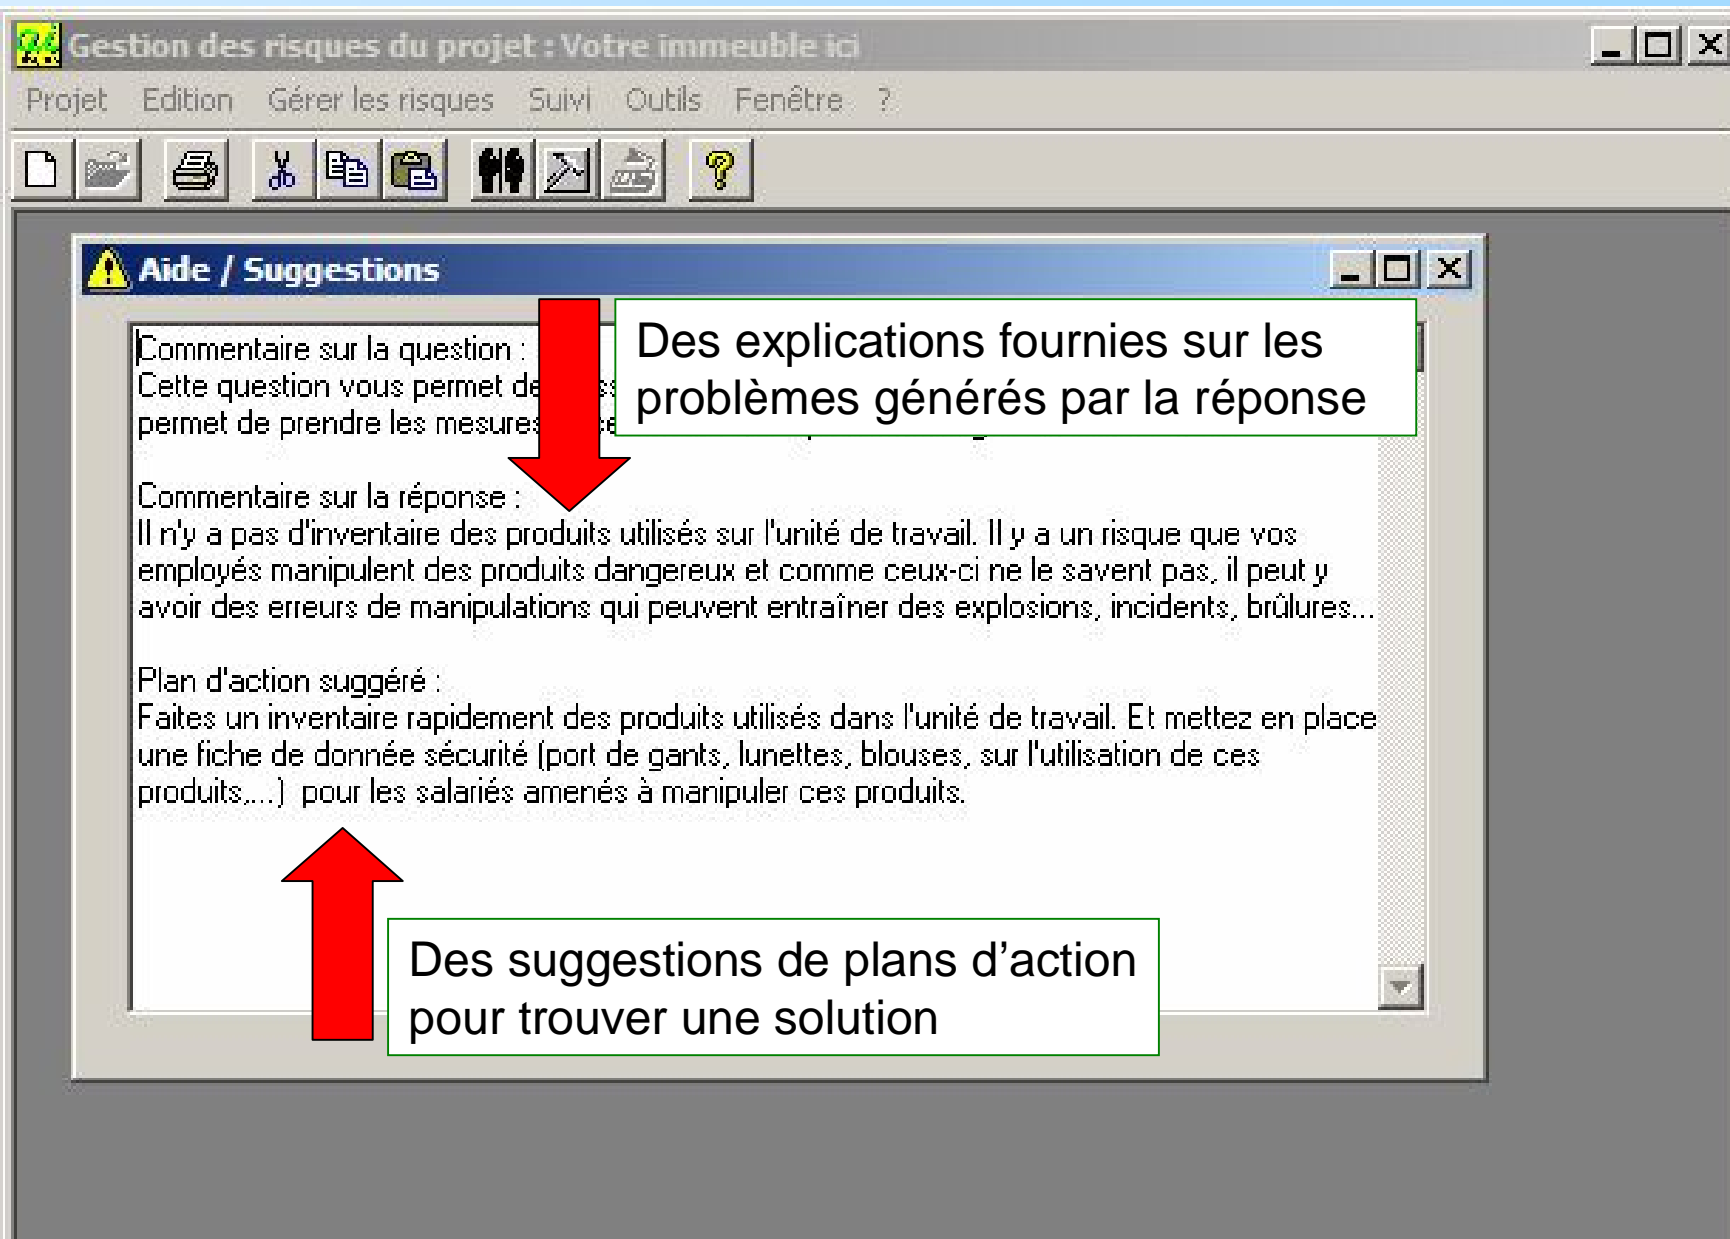 Gestion des risques du projet : Votre immeuble ici
Projet Edition Gérer les risques Suivi Outils Fenêtre ?
Aide / Suggestions
Des explications fournies sur les
problèmes générés par la réponse
Commentaire sur la question :
Cette question vous permet de
permet de prendre les mesures
Commentaire sur la réponse :
Il n'y a pas d'inventaire des produits utilisés sur l'unité de travail. Il y a un risque que vos
employés manipulent des produits dangereux et comme ceux-ci ne le savent pas, il peut y
avoir des erreurs de manipulations qui peuvent entraîner des explosions, incidents, brûlures...
Plan d'action suggéré :
Faites un inventaire rapidement des produits utilisés dans l'unité de travail. Et mettez en place
une fiche de donnée sécurité (port de gants, lunettes, blouses, sur l'utilisation de ces
produits,...) pour les salariés amenés à manipuler ces produits.
Des suggestions de plans d’action
pour trouver une solution